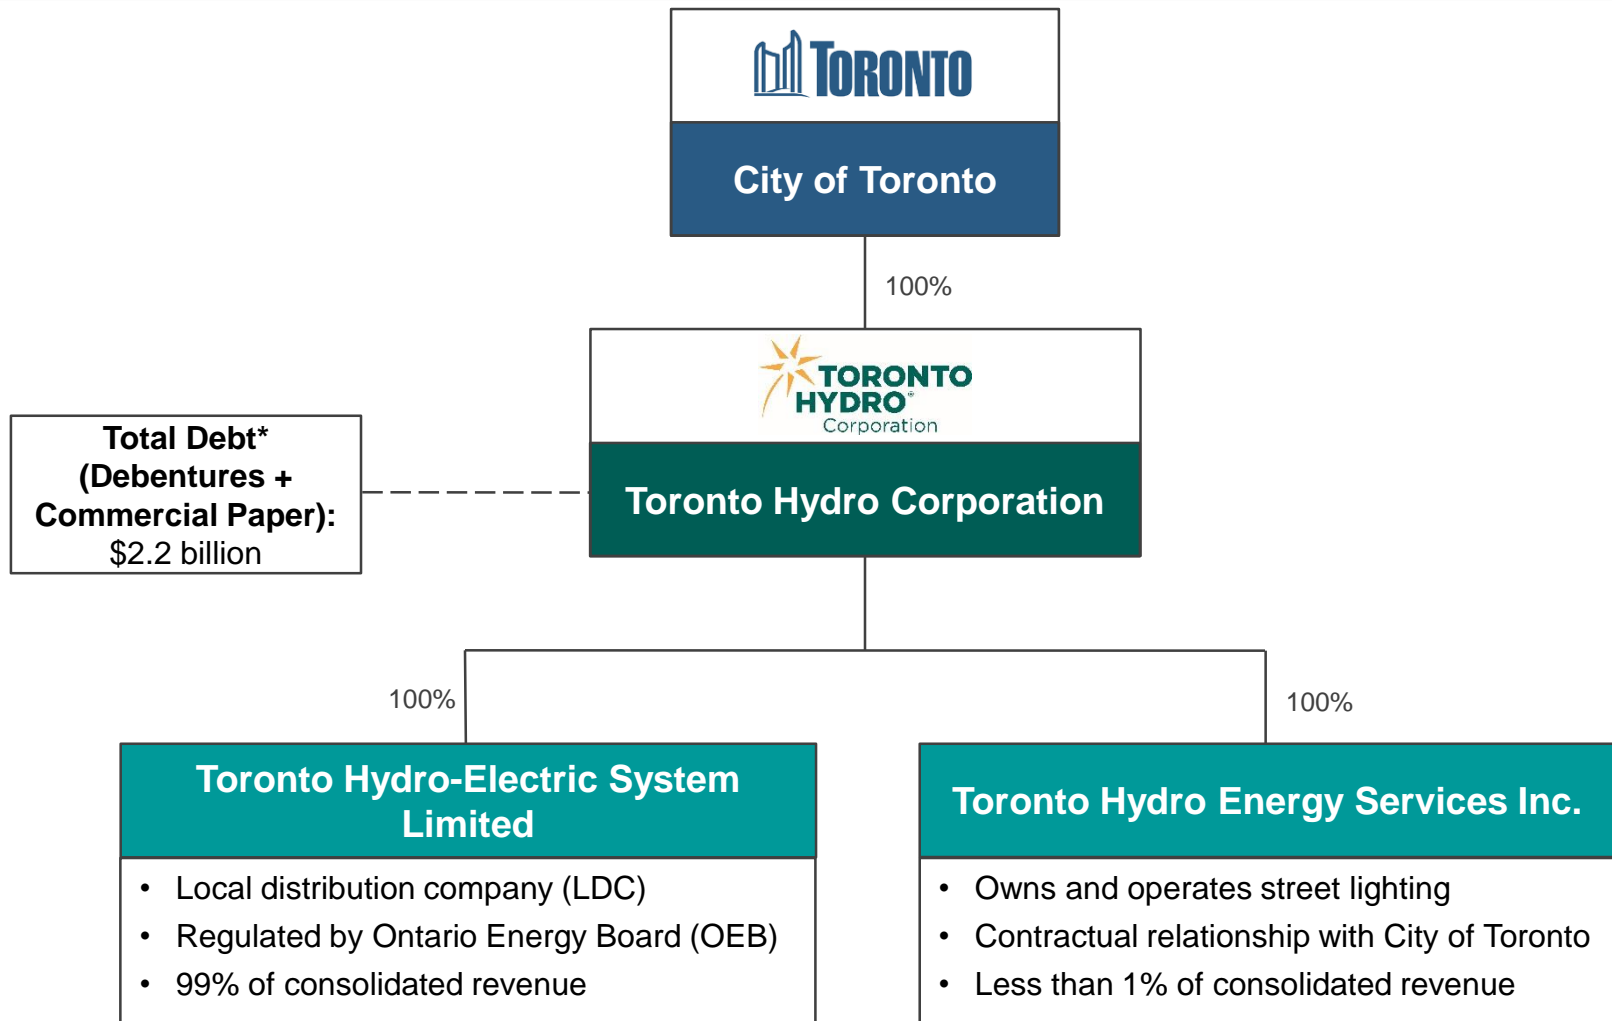 TORONTO
City of Toronto
100%
TORONTO
HYDRO®
Corporation
Total Debt*
(Debentures +
Commercial Paper):
$2.2 billion
Toronto Hydro Corporation
100%
100%
Toronto Hydro-Electric System
Limited
• Local distribution company (LDC)
• Regulated by Ontario Energy Board (OEB)
• 99% of consolidated revenue
Toronto Hydro Energy Services Inc.
• Owns and operates street lighting
• Contractual relationship with City of Toronto
• Less than 1% of consolidated revenue